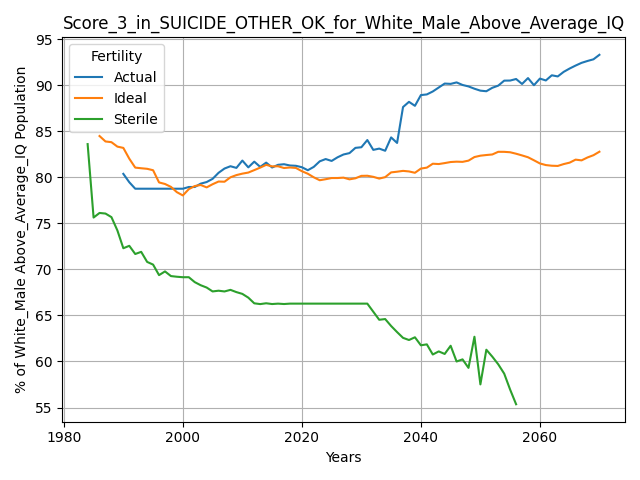 Score_3_in_SUICIDE_OTHER_OK_for_White_Male_Above_Average_IQ
% of White_Male Above_Average_IQ Population
95
90
85
80
75
70
65
60
55
Fertility
Actual
Ideal
Sterile
1980
2000
2020
2040
2060
Years